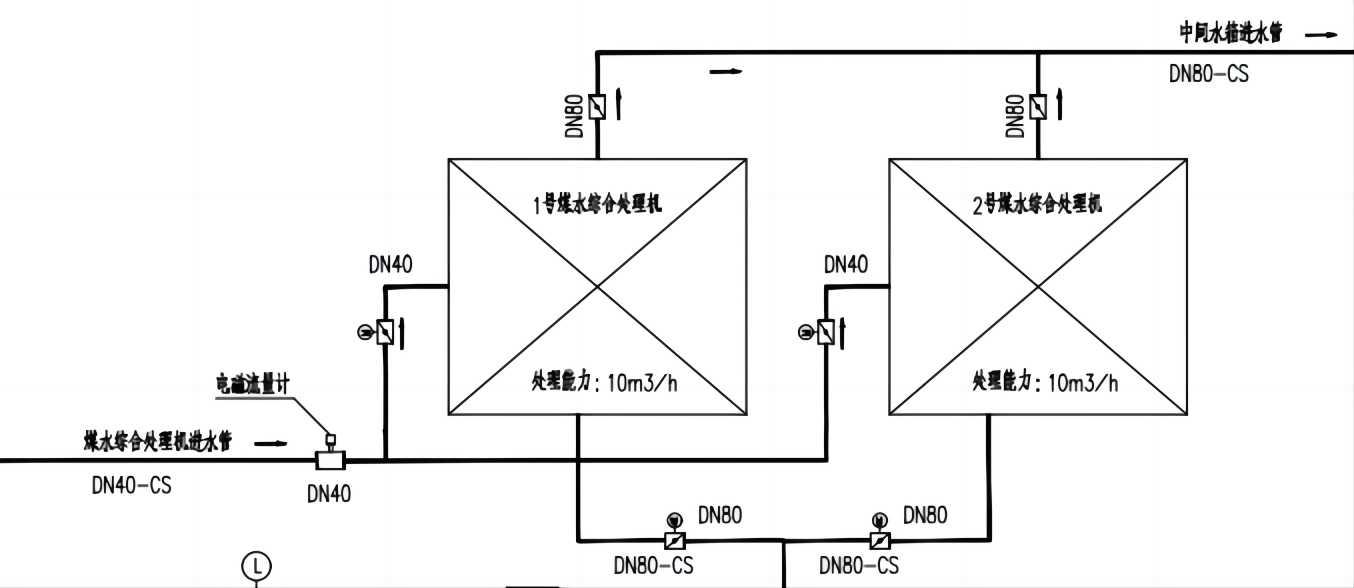 中间水箱进水管
DN80-CS
DN80
DN80
1号煤水综合处理机
2号煤水综合处理机
DN40
DN40
M
M
处理能力: 10m3/h
处理能力: 10m3/h
电磁流量计
煤水综合处理机进水管
DN40-CS
DN40
M
DN80
M
DN80
DN80-CS
DN80-CS
L